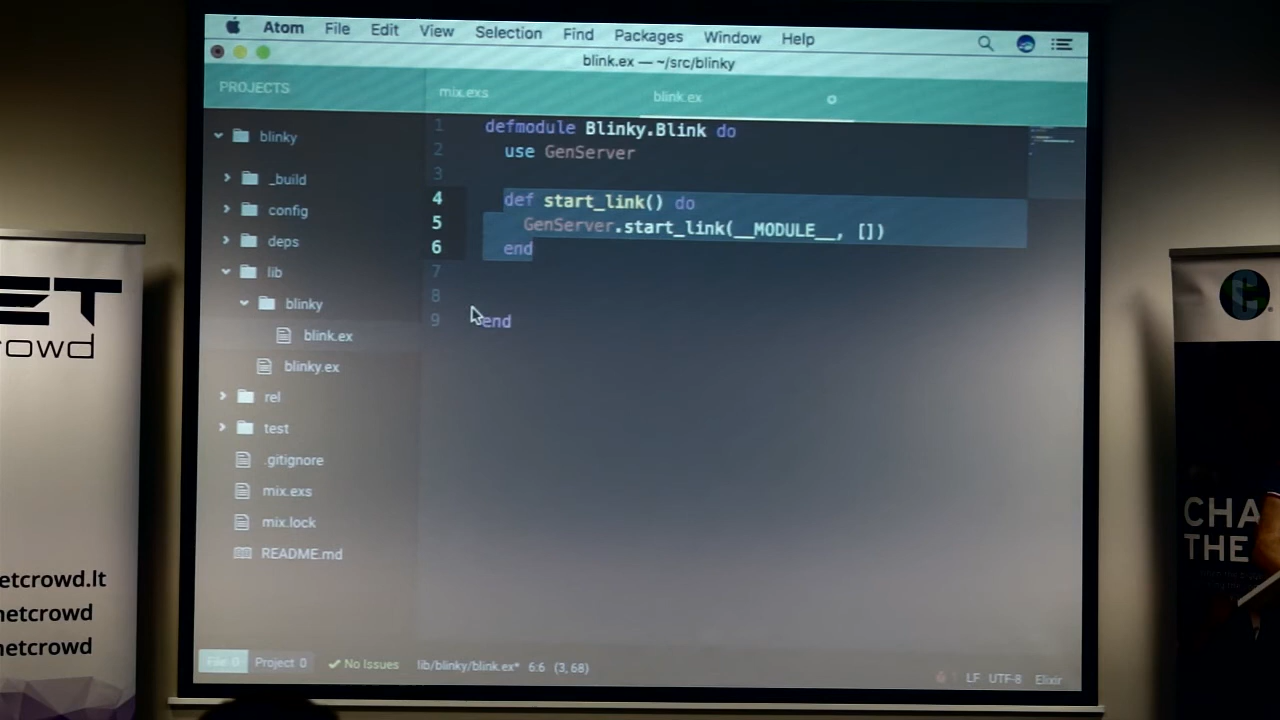 Atom File Edit View Selection Find Packages Window Help
blink.ex — ~/src/blinky
PROJECTS
mix.exs
blink.ex
blinky
_build
config
deps
lib
blinky
blink.ex
blinky.ex
rel
test
.gitignore
mix.exs
mix.lock
README.md
1 defmodule Blinky.Blink do
2 use GenServer
3
4 def start_link() do
5 GenServer.start_link(__MODULE__, [])
6 end
7
8
9 end
File 0 Project 0 No Issues lib/blinky/blink.ex* 6:6 (3, 68)
LF UTF-8 Elixir
ET
rowd
etcrowd.lt
netcrowd
netcrowd
C
CHA
THE